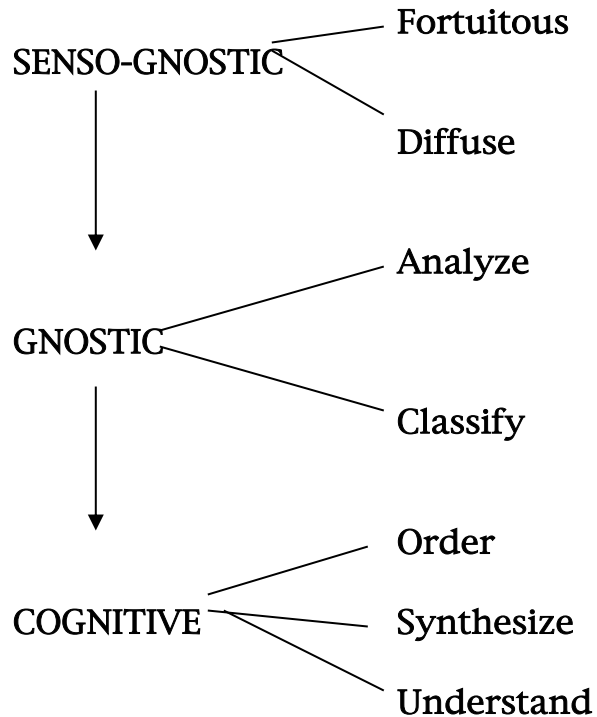 Fortuitous
SENSO-GNOSTIC
Diffuse
Analyze
GNOSTIC
Classify
Order
COGNITIVE
Synthesize
Understand